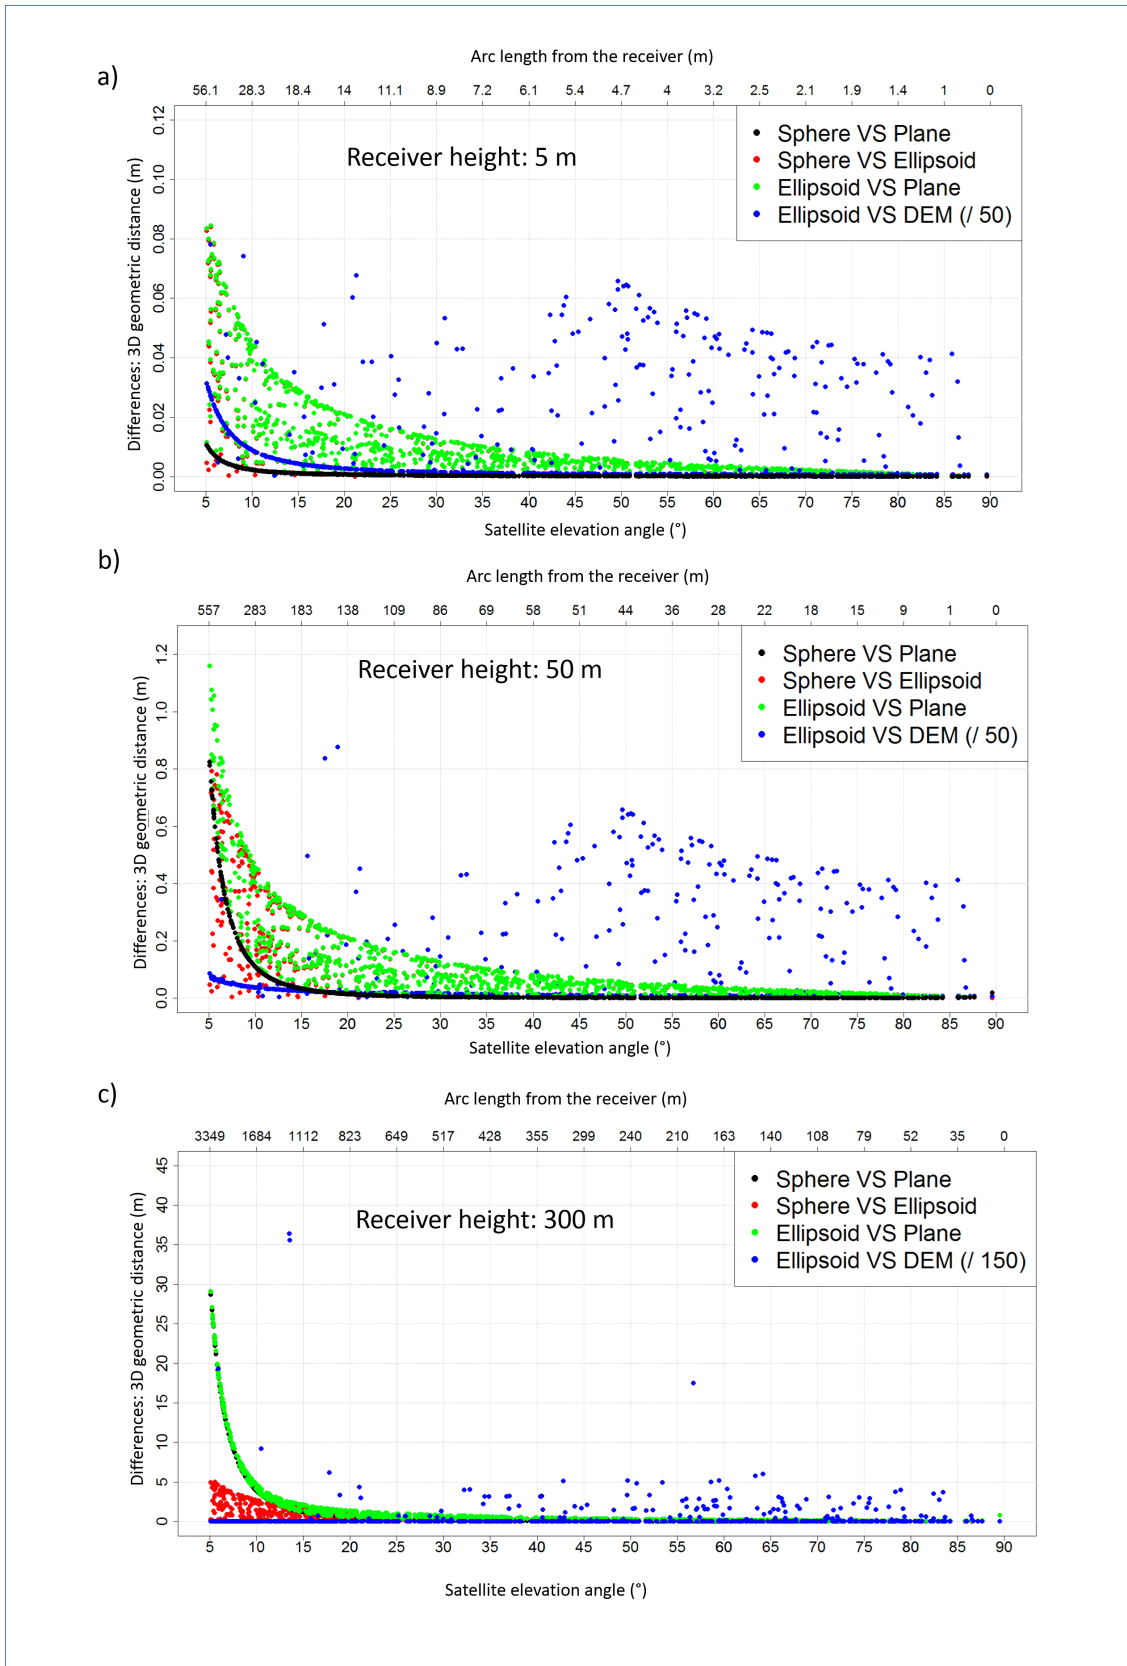 a)
Arc length from the receiver (m)
56.1 28.3 18.4 14 11.1 8.9 7.2 6.1 5.4 4.7 4 3.2 2.5 2.1 1.9 1.4 1 0
Differences: 3D geometric distance (m)
0.12
0.10
0.08
0.06
0.04
0.02
0.00
Receiver height: 5 m
Sphere VS Plane
Sphere VS Ellipsoid
Ellipsoid VS Plane
Ellipsoid VS DEM (/ 50)
5 10 15 20 25 30 35 40 45 50 55 60 65 70 75 80 85 90
Satellite elevation angle (°)
b)
Arc length from the receiver (m)
557 283 183 138 109 86 69 58 51 44 36 28 22 18 15 9 1 0
Differences: 3D geometric distance (m)
1.2
1.0
0.8
0.6
0.4
0.2
0.0
Receiver height: 50 m
Sphere VS Plane
Sphere VS Ellipsoid
Ellipsoid VS Plane
Ellipsoid VS DEM (/ 50)
5 10 15 20 25 30 35 40 45 50 55 60 65 70 75 80 85 90
Satellite elevation angle (°)
c)
Arc length from the receiver (m)
3349 1684 1112 823 649 517 428 355 299 240 210 163 140 108 79 52 35 0
Differences: 3D geometric distance (m)
45
40
35
30
25
20
15
10
5
0
Receiver height: 300 m
Sphere VS Plane
Sphere VS Ellipsoid
Ellipsoid VS Plane
Ellipsoid VS DEM (/ 150)
5 10 15 20 25 30 35 40 45 50 55 60 65 70 75 80 85 90
Satellite elevation angle (°)